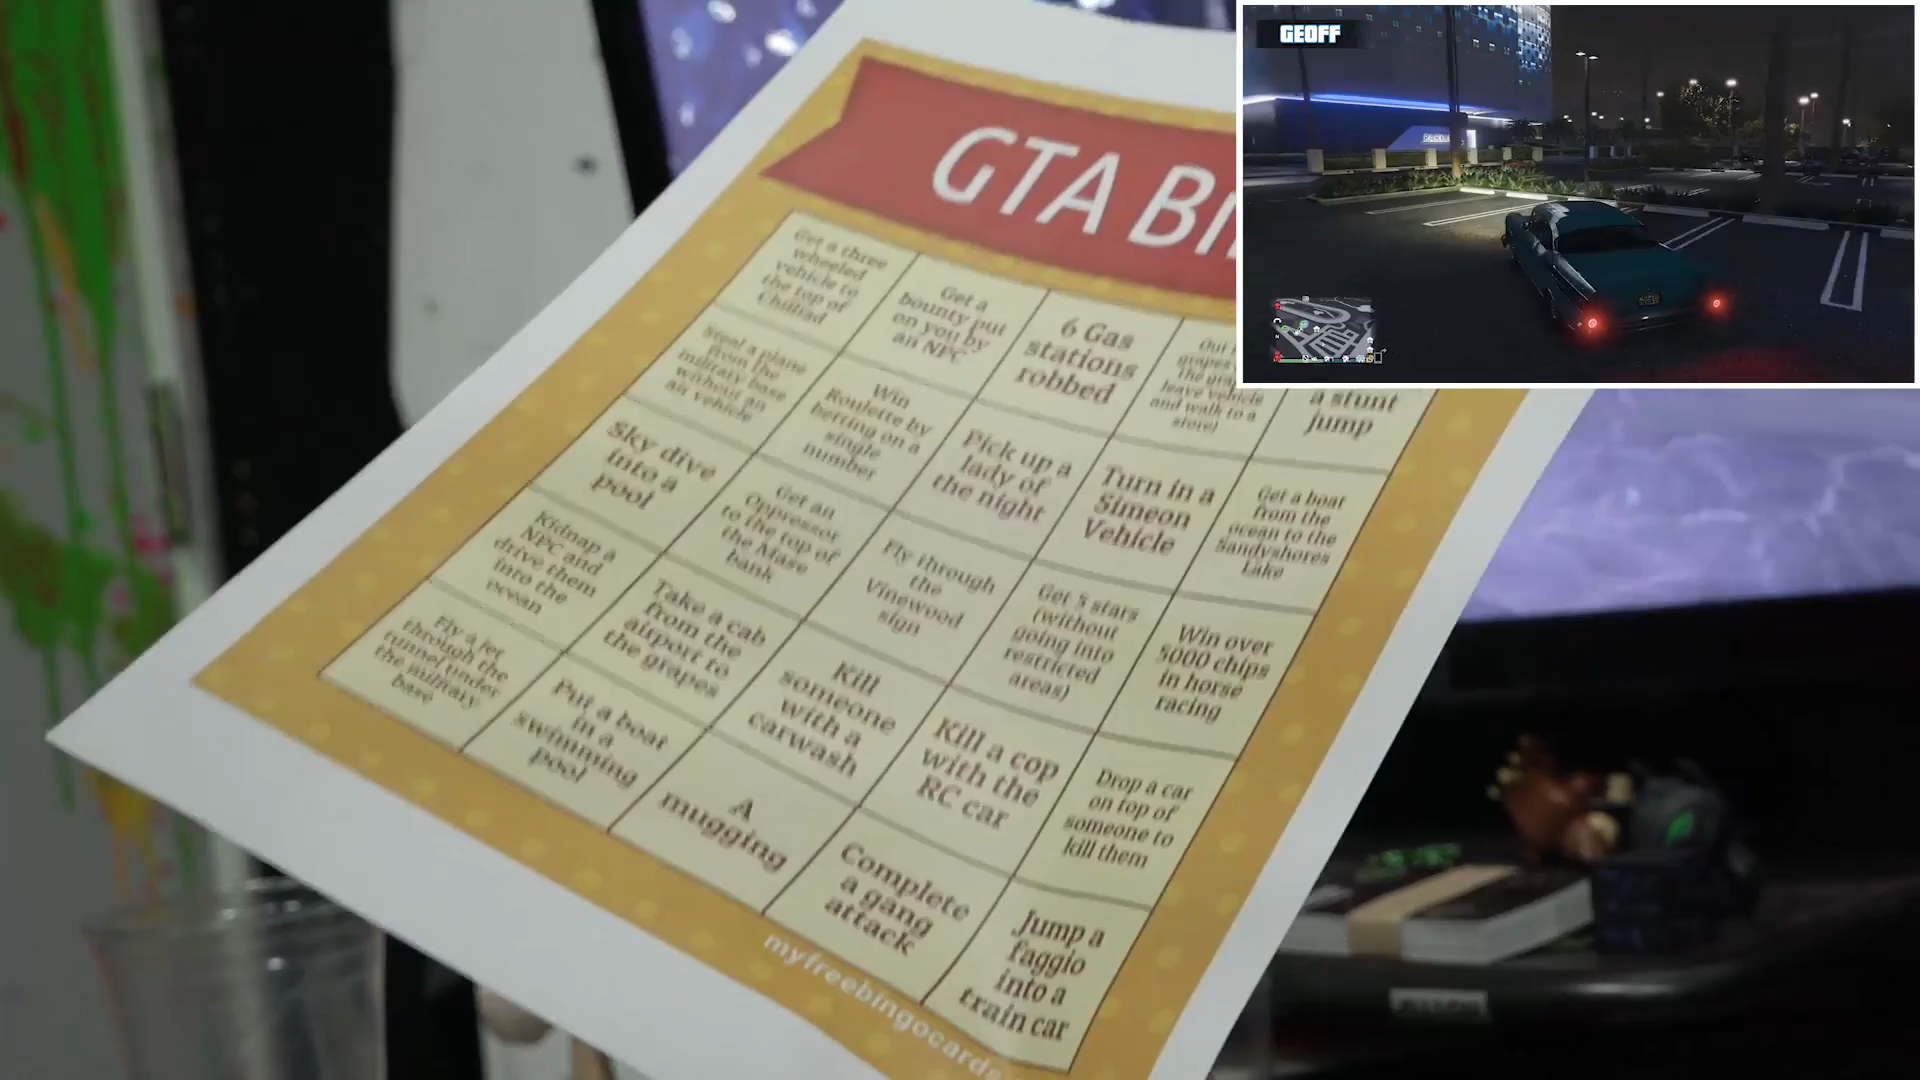 GEOFF
GTA BI
Get a three
wheeled
vehicle to
the top of
Chilliad
Get a
bounty put
on you by
an NPC
6 Gas
stations
robbed
Out
grapes
the grap
leave vehicle
and walk to a
store)
a stunt
jump
Steal a plane
from the
military base
without an
air vehicle
Win
Roulette by
betting on a
single
number
Pick up a
lady of
the night
Turn in a
Simeon
Vehicle
Get a boat
from the
ocean to the
Sandyshores
Lake
Sky dive
into a
pool
Get an
Oppressor
to the top of
the Maze
bank
Fly through
the
Vinewood
sign
Get 5 stars
(without
going into
restricted
areas)
Win over
5000 chips
in horse
racing
Kidnap a
NPC and
drive them
into the
ocean
Take a cab
from the
airport to
the grapes
Kill
someone
with a
carwash
Kill a cop
with the
RC car
Drop a car
on top of
someone to
kill them
Fly a jet
through the
tunnel under
the military
base
Put a boat
in a
swimming
pool
A
mugging
Complete
a gang
attack
Jump a
faggio
into a
train car
myfreebingocards